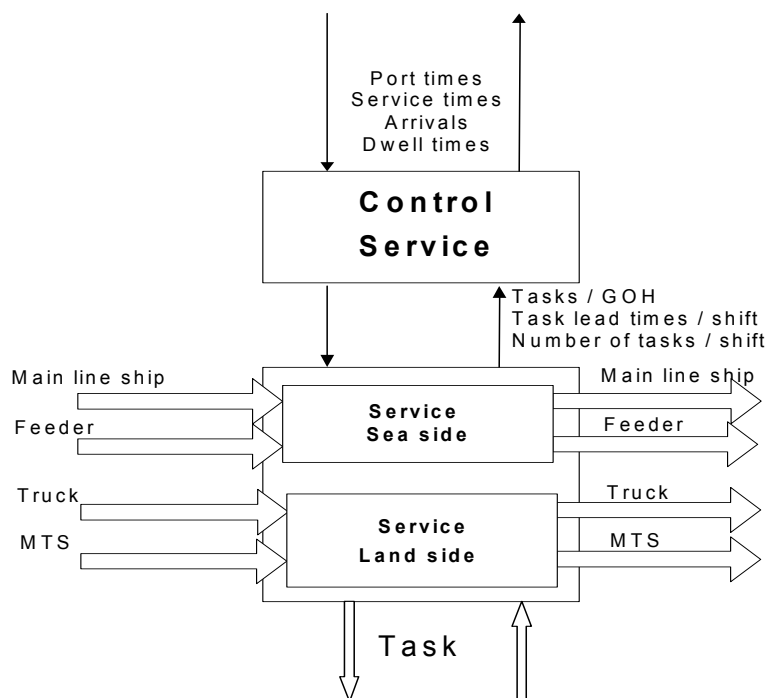 Port times
Service times
Arrivals
Dwell times
Control
Service
Tasks / GOH
Task lead times / shift
Number of tasks / shift
Main line ship
Main line ship
Feeder
Service
Sea side
Feeder
Truck
Truck
MTS
Service
Land side
MTS
Task